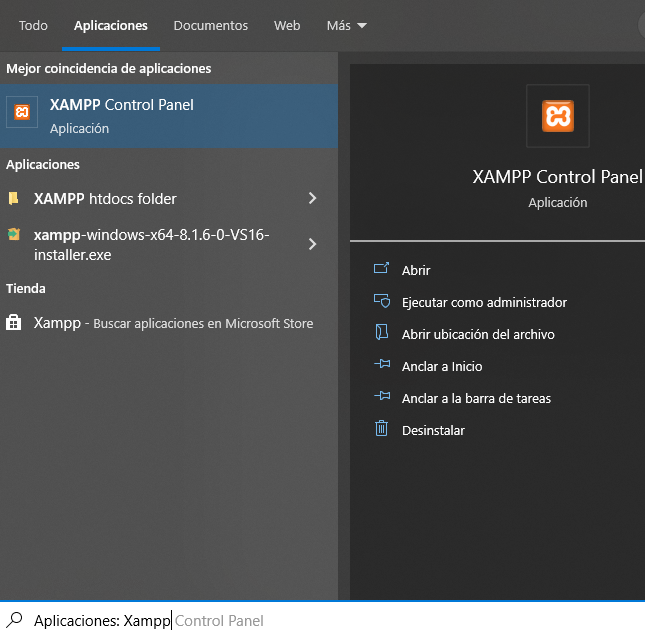 Todo Aplicaciones Documentos Web Más
Mejor coincidencia de aplicaciones
XAMPP Control Panel
Aplicación
Aplicaciones
XAMPP htdocs folder
xampp-windows-x64-8.1.6-0-VS16-
installer.exe
Tienda
Xampp - Buscar aplicaciones en Microsoft Store
XAMPP Control Panel
Aplicación
Abrir
Ejecutar como administrador
Abrir ubicación del archivo
Anclar a Inicio
Anclar a la barra de tareas
Desinstalar
Aplicaciones: Xampp Control Panel